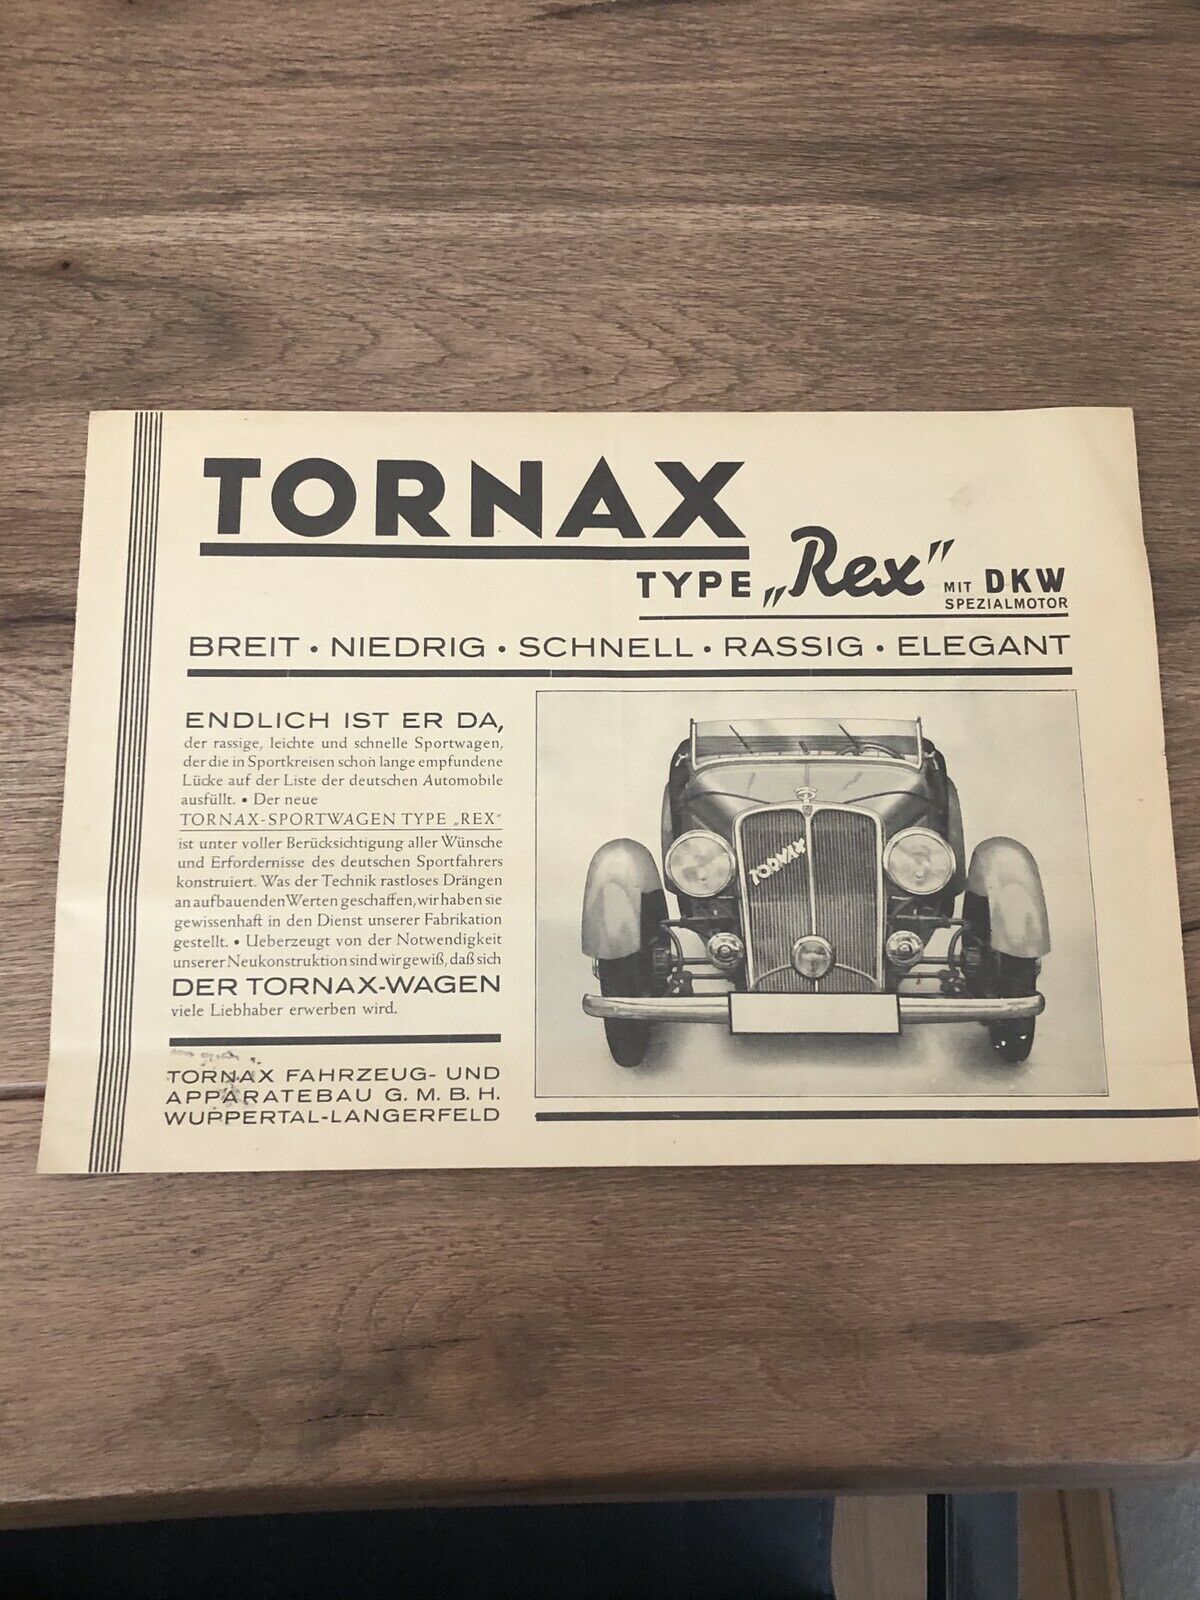 TORNAX
TYPE „Rex” MIT DKW
SPEZIALMOTOR
BREIT • NIEDRIG • SCHNELL • RASSIG • ELEGANT
ENDLICH IST ER DA,
der rassige, leichte und schnelle Sportwagen,
der die in Sportkreisen schon lange empfundene
Lücke auf der Liste der deutschen Automobile
ausfüllt. • Der neue
TORNAX-SPORTWAGEN TYPE „REX“
ist unter voller Berücksichtigung aller Wünsche
und Erfordernisse des deutschen Sportfahrers
konstruiert. Was der Technik rastloses Drängen
an aufbauenden Werten geschaffen, wir haben sie
gewissenhaft in den Dienst unserer Fabrikation
gestellt. • Ueberzeugt von der Notwendigkeit
unserer Neukonstruktion sind wir gewiß, daß sich
DER TORNAX-WAGEN
viele Liebhaber erwerben wird.
TORNAX FAHRZEUG- UND
APPARATEBAU G. M. B. H.
WUPPERTAL-LANGERFELD
TORNAX